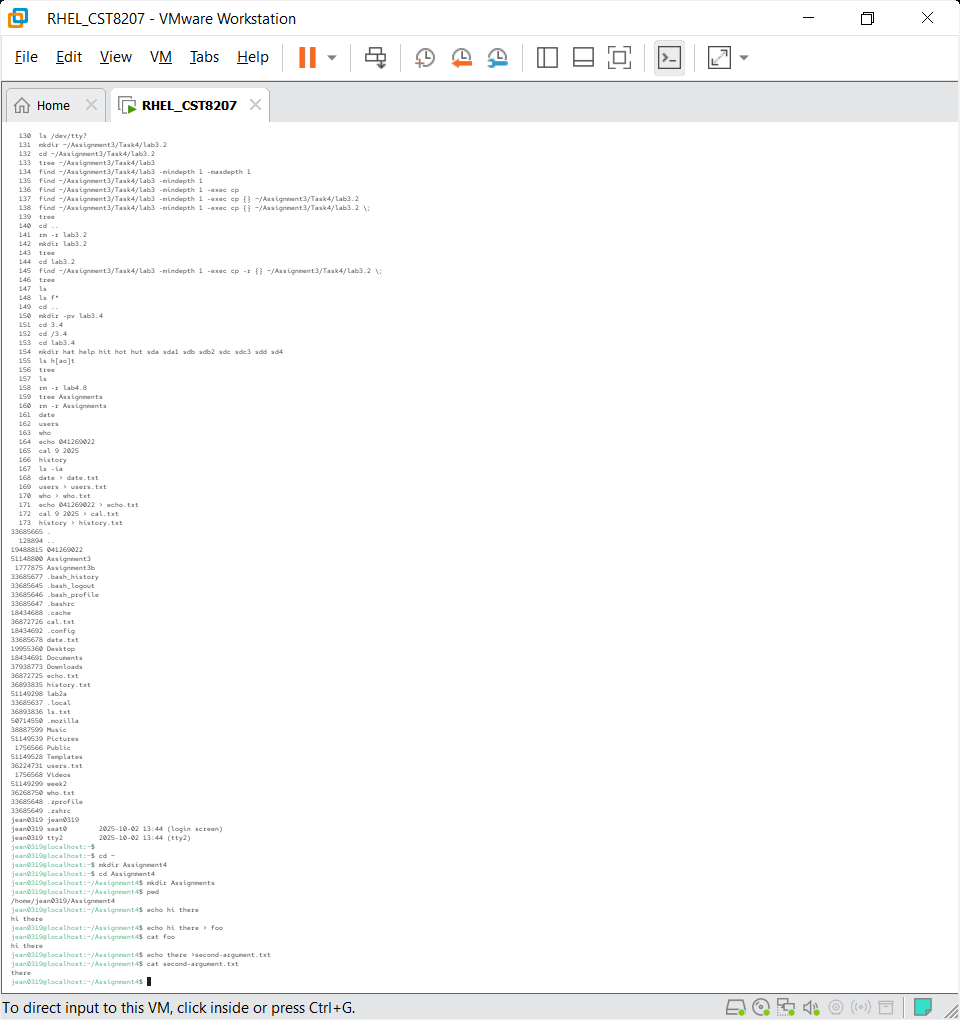 RHEL_CST8207 - VMware Workstation
File Edit View VM Tabs Help
Home RHEL_CST8207
130 ls /dev/tty?
131 mkdir ~/Assignment3/Task4/lab3.2
132 cd ~/Assignment3/Task4/lab3.2
133 tree ~/Assignment3/Task4/lab3
134 find ~/Assignment3/Task4/lab3 -mindepth 1 -maxdepth 1
135 find ~/Assignment3/Task4/lab3 -mindepth 1
136 find ~/Assignment3/Task4/lab3 -mindepth 1 -exec cp
137 find ~/Assignment3/Task4/lab3 -mindepth 1 -exec cp {} ~/Assignment3/Task4/lab3.2
138 find ~/Assignment3/Task4/lab3 -mindepth 1 -exec cp {} ~/Assignment3/Task4/lab3.2 \;
139 tree
140 cd ..
141 rm -r lab3.2
142 mkdir lab3.2
143 tree
144 cd lab3.2
145 find ~/Assignment3/Task4/lab3 -mindepth 1 -exec cp -r {} ~/Assignment3/Task4/lab3.2 \;
146 tree
147 ls
148 ls f*
149 cd ..
150 mkdir -pv lab3.4
151 cd 3.4
152 cd /3.4
153 cd lab3.4
154 mkdir hat help hit hot hut sda sda1 sdb sdb2 sdc sdc3 sdd sd4
155 ls h[ao]t
156 tree
157 ls
158 rm -r lab4.8
159 tree Assignments
160 rm -r Assignments
161 date
162 users
163 who
164 echo 041269022
165 cal 9 2025
166 history
167 ls -ia
168 date > date.txt
169 users > users.txt
170 who > who.txt
171 echo 041269022 > echo.txt
172 cal 9 2025 > cal.txt
173 history > history.txt
33685665 .
128894 ..
19488815 041269022
51148800 Assignment3
1777875 Assignment3b
33685677 .bash_history
33685645 .bash_logout
33685646 .bash_profile
33685647 .bashrc
18434688 .cache
36872726 cal.txt
18434692 .config
33685678 date.txt
19955360 Desktop
18434691 Documents
37938773 Downloads
36872725 echo.txt
36893835 history.txt
51149298 lab2a
33685637 .local
36893836 ls.txt
50714550 .mozilla
38887599 Music
51149539 Pictures
1756566 Public
51149528 Templates
36224731 users.txt
1756568 Videos
51149299 week2
36268750 who.txt
33685648 .zprofile
33685649 .zshrc
jean0319 jean0319
jean0319 seat0 2025-10-02 13:44 (login screen)
jean0319 tty2 2025-10-02 13:44 (tty2)
jean0319@localhost:~$
jean0319@localhost:~$ cd ~
jean0319@localhost:~$ mkdir Assignment4
jean0319@localhost:~$ cd Assignment4
jean0319@localhost:~/Assignment4$ mkdir Assignments
jean0319@localhost:~/Assignment4$ pwd
/home/jean0319/Assignment4
jean0319@localhost:~/Assignment4$ echo hi there
hi there
jean0319@localhost:~/Assignment4$ echo hi there > foo
jean0319@localhost:~/Assignment4$ cat foo
hi there
jean0319@localhost:~/Assignment4$ echo there >second-argument.txt
jean0319@localhost:~/Assignment4$ cat second-argument.txt
there
jean0319@localhost:~/Assignment4$
To direct input to this VM, click inside or press Ctrl+G.